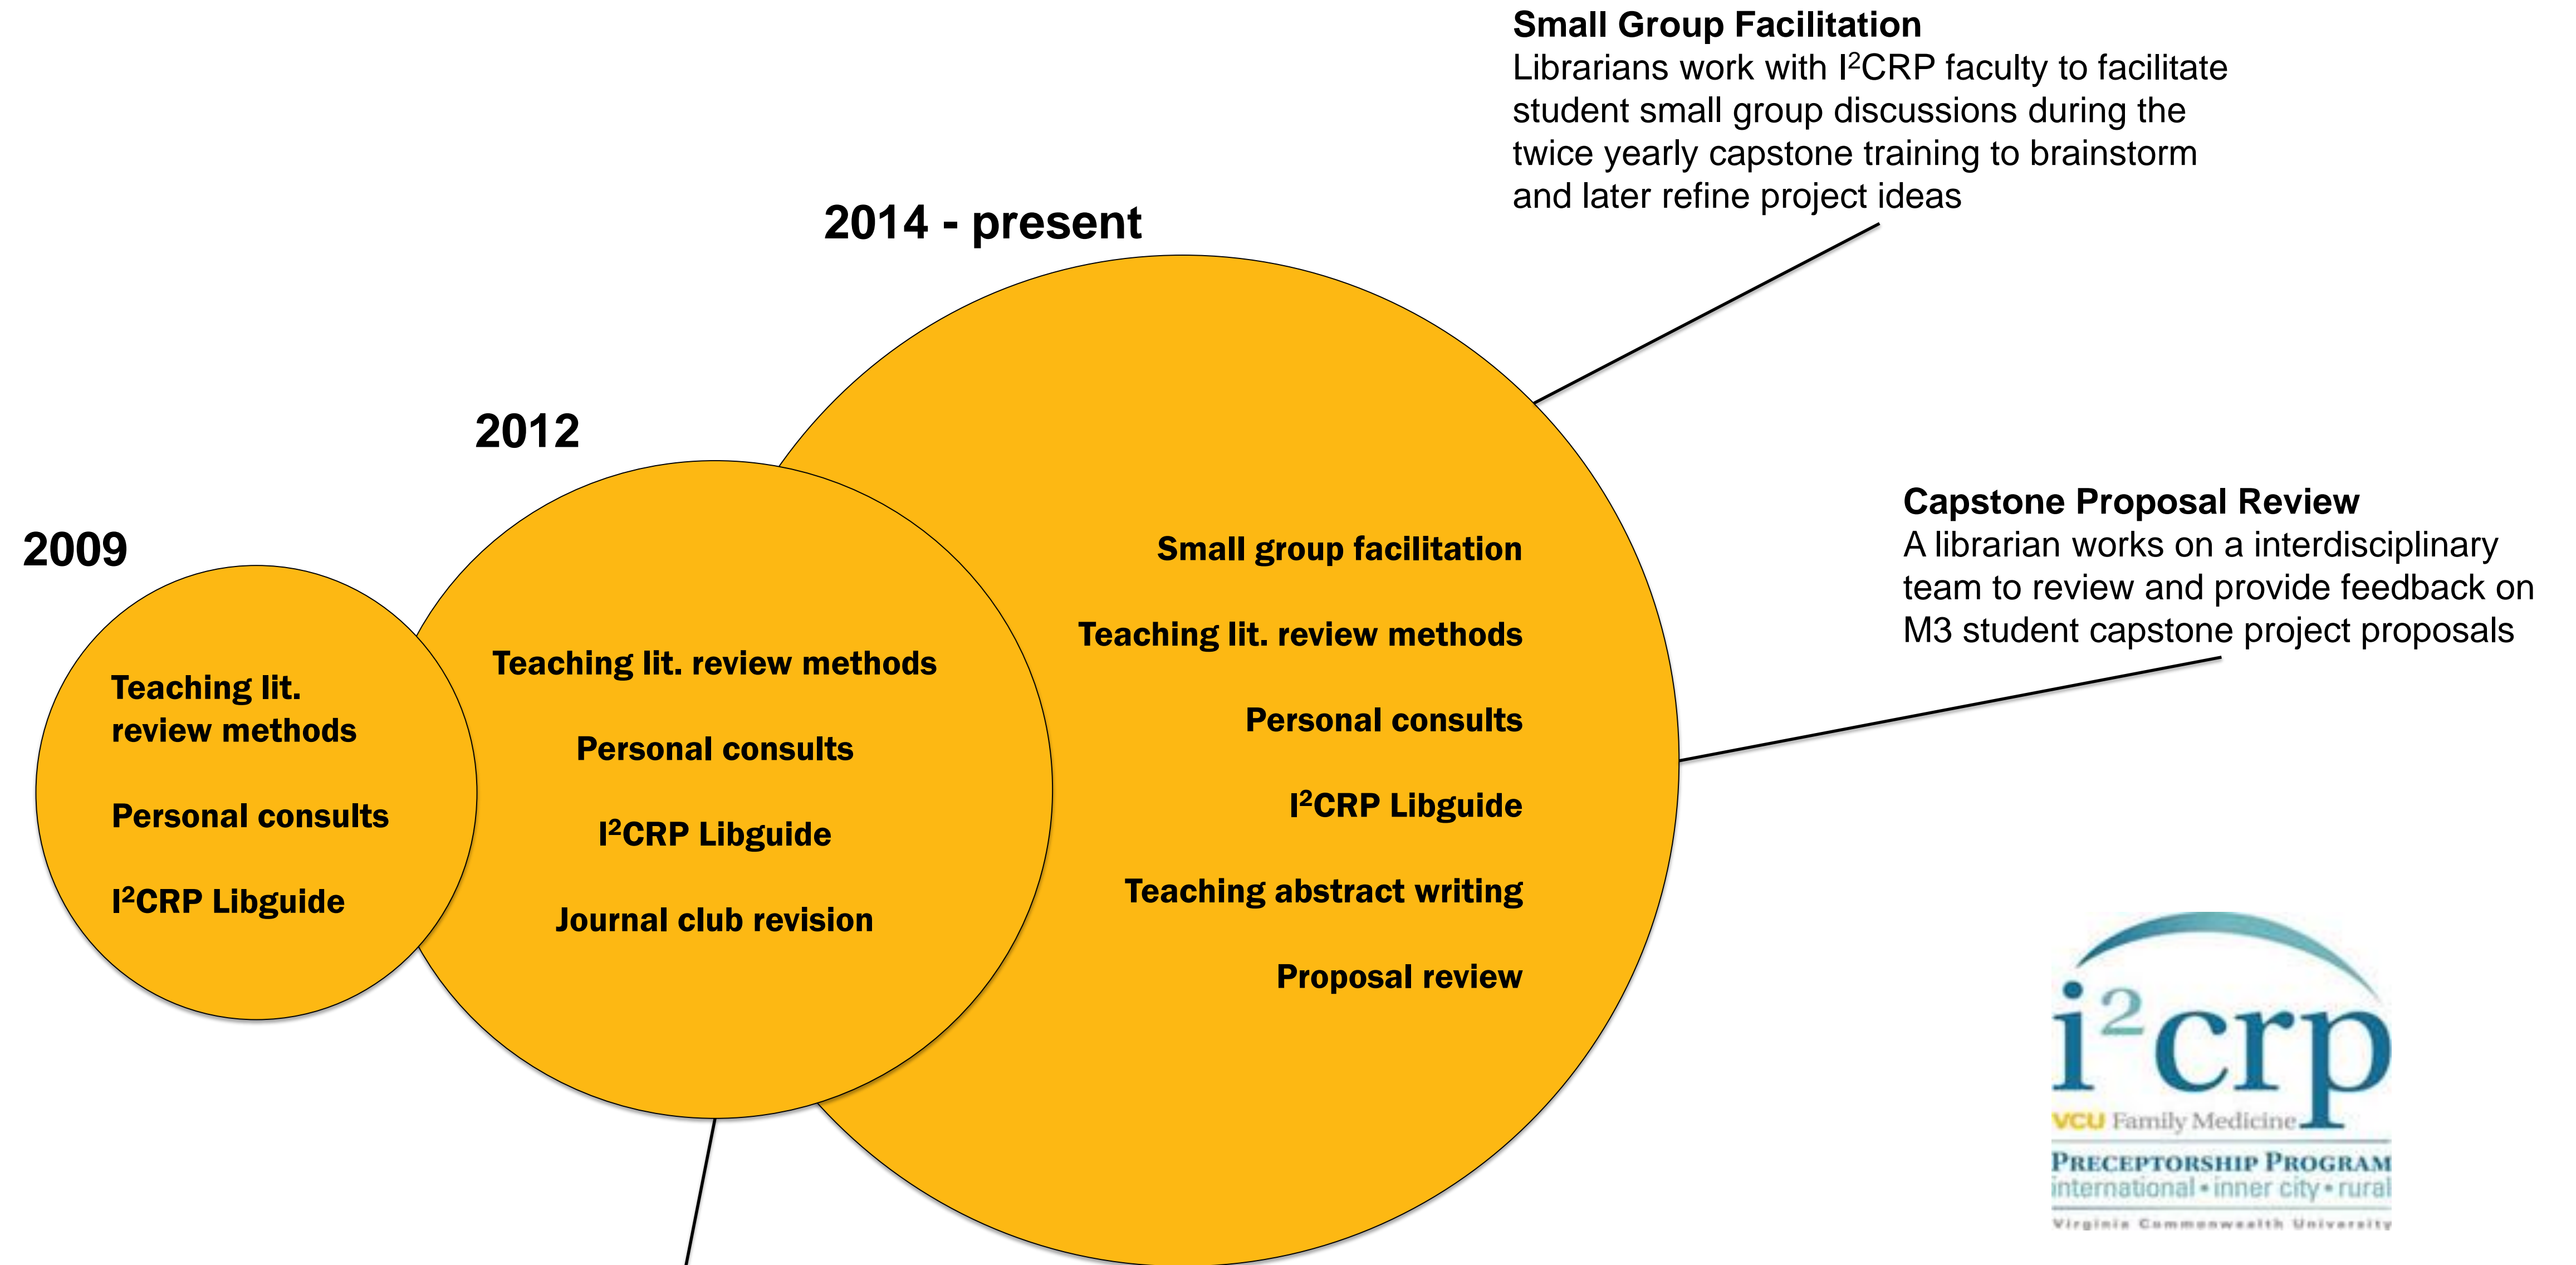 Small Group Facilitation
Librarians work with I²CRP faculty to facilitate
student small group discussions during the
twice yearly capstone training to brainstorm
and later refine project ideas
2014 - present
2012
2009
Capstone Proposal Review
A librarian works on a interdisciplinary
team to review and provide feedback on
M3 student capstone project proposals
Teaching lit.
review methods
Personal consults
I²CRP Libguide
Teaching lit. review methods
Personal consults
I²CRP Libguide
Journal club revision
Small group facilitation
Teaching lit. review methods
Personal consults
I²CRP Libguide
Teaching abstract writing
Proposal review
i²crp
VCU Family Medicine
PRECEPTORSHIP PROGRAM
international • inner city • rural
Virginia Commonwealth University